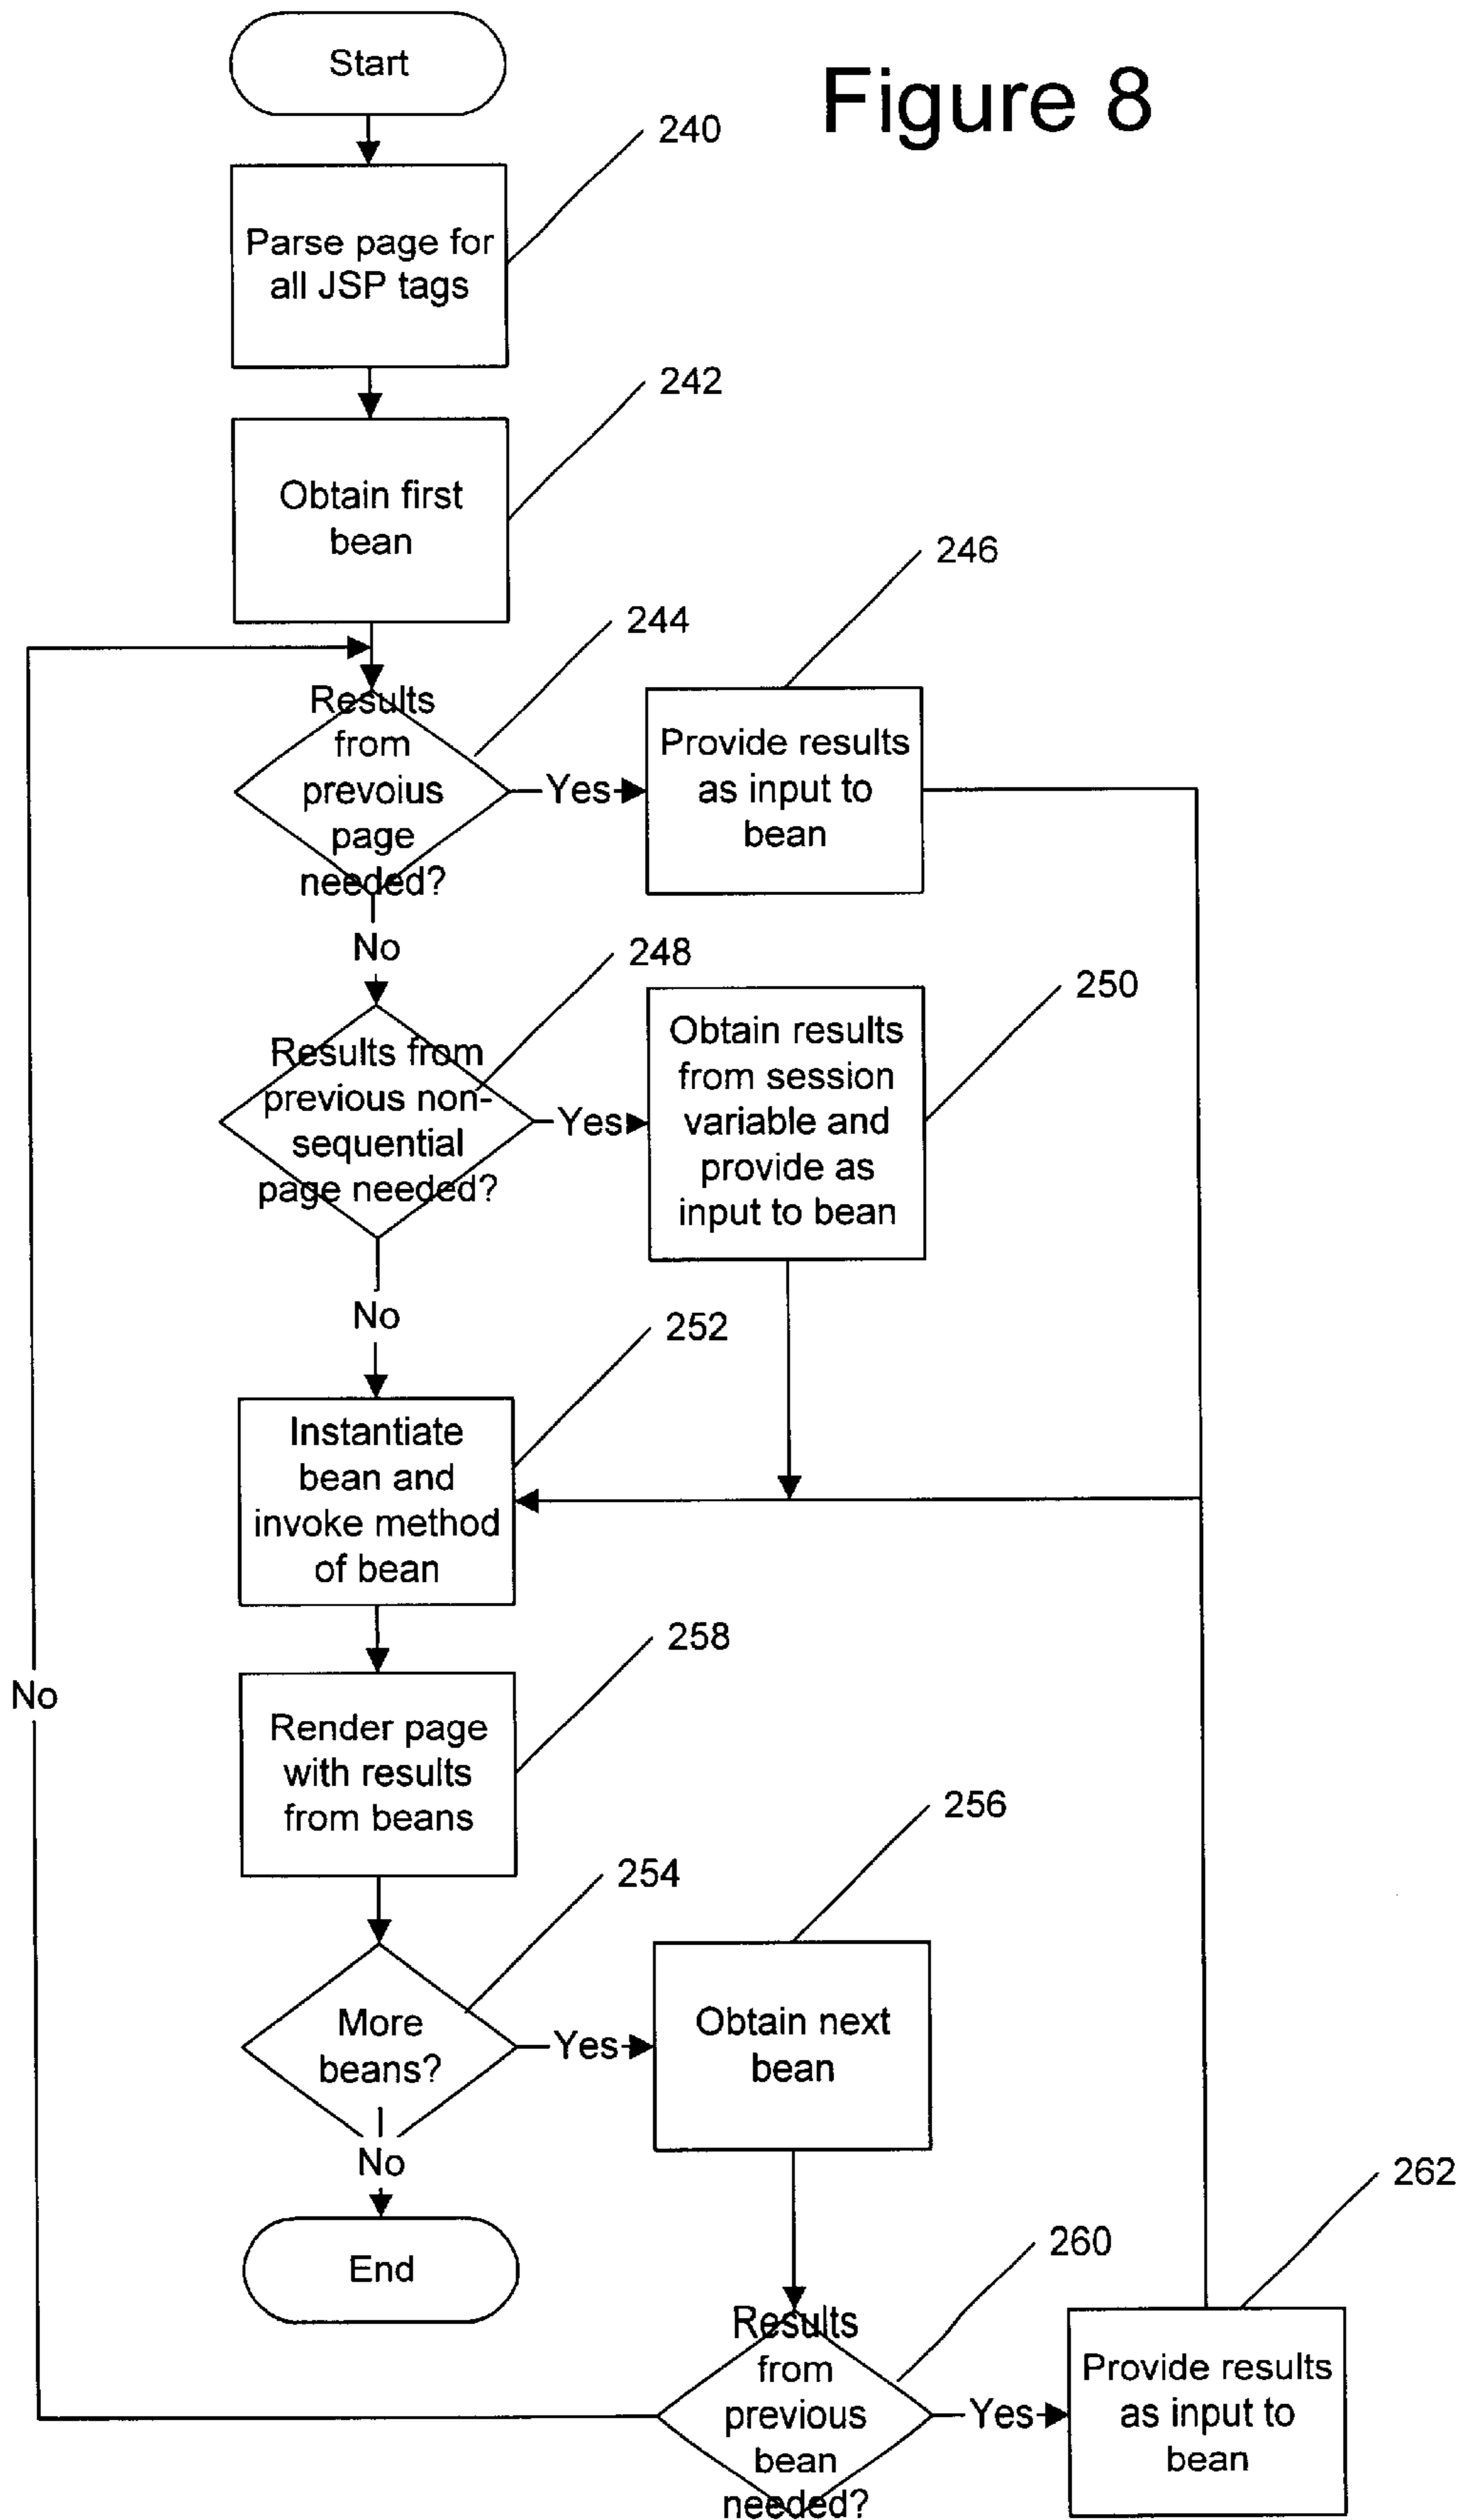 Start
Figure 8
240
Parse page for
all JSP tags
242
Obtain first
bean
246
244
Results
from
prevoius
page
needed?
Yes
Provide results
as input to
bean
No
248
250
Results from
previous non-
sequential
page needed?
Yes
Obtain results
from session
variable and
provide as
input to bean
No
252
Instantiate
bean and
invoke method
of bean
258
No
Render page
with results
from beans
256
254
More
beans?
Yes
Obtain next
bean
No
262
260
End
Results
from
previous
bean
needed?
Yes
Provide results
as input to
bean